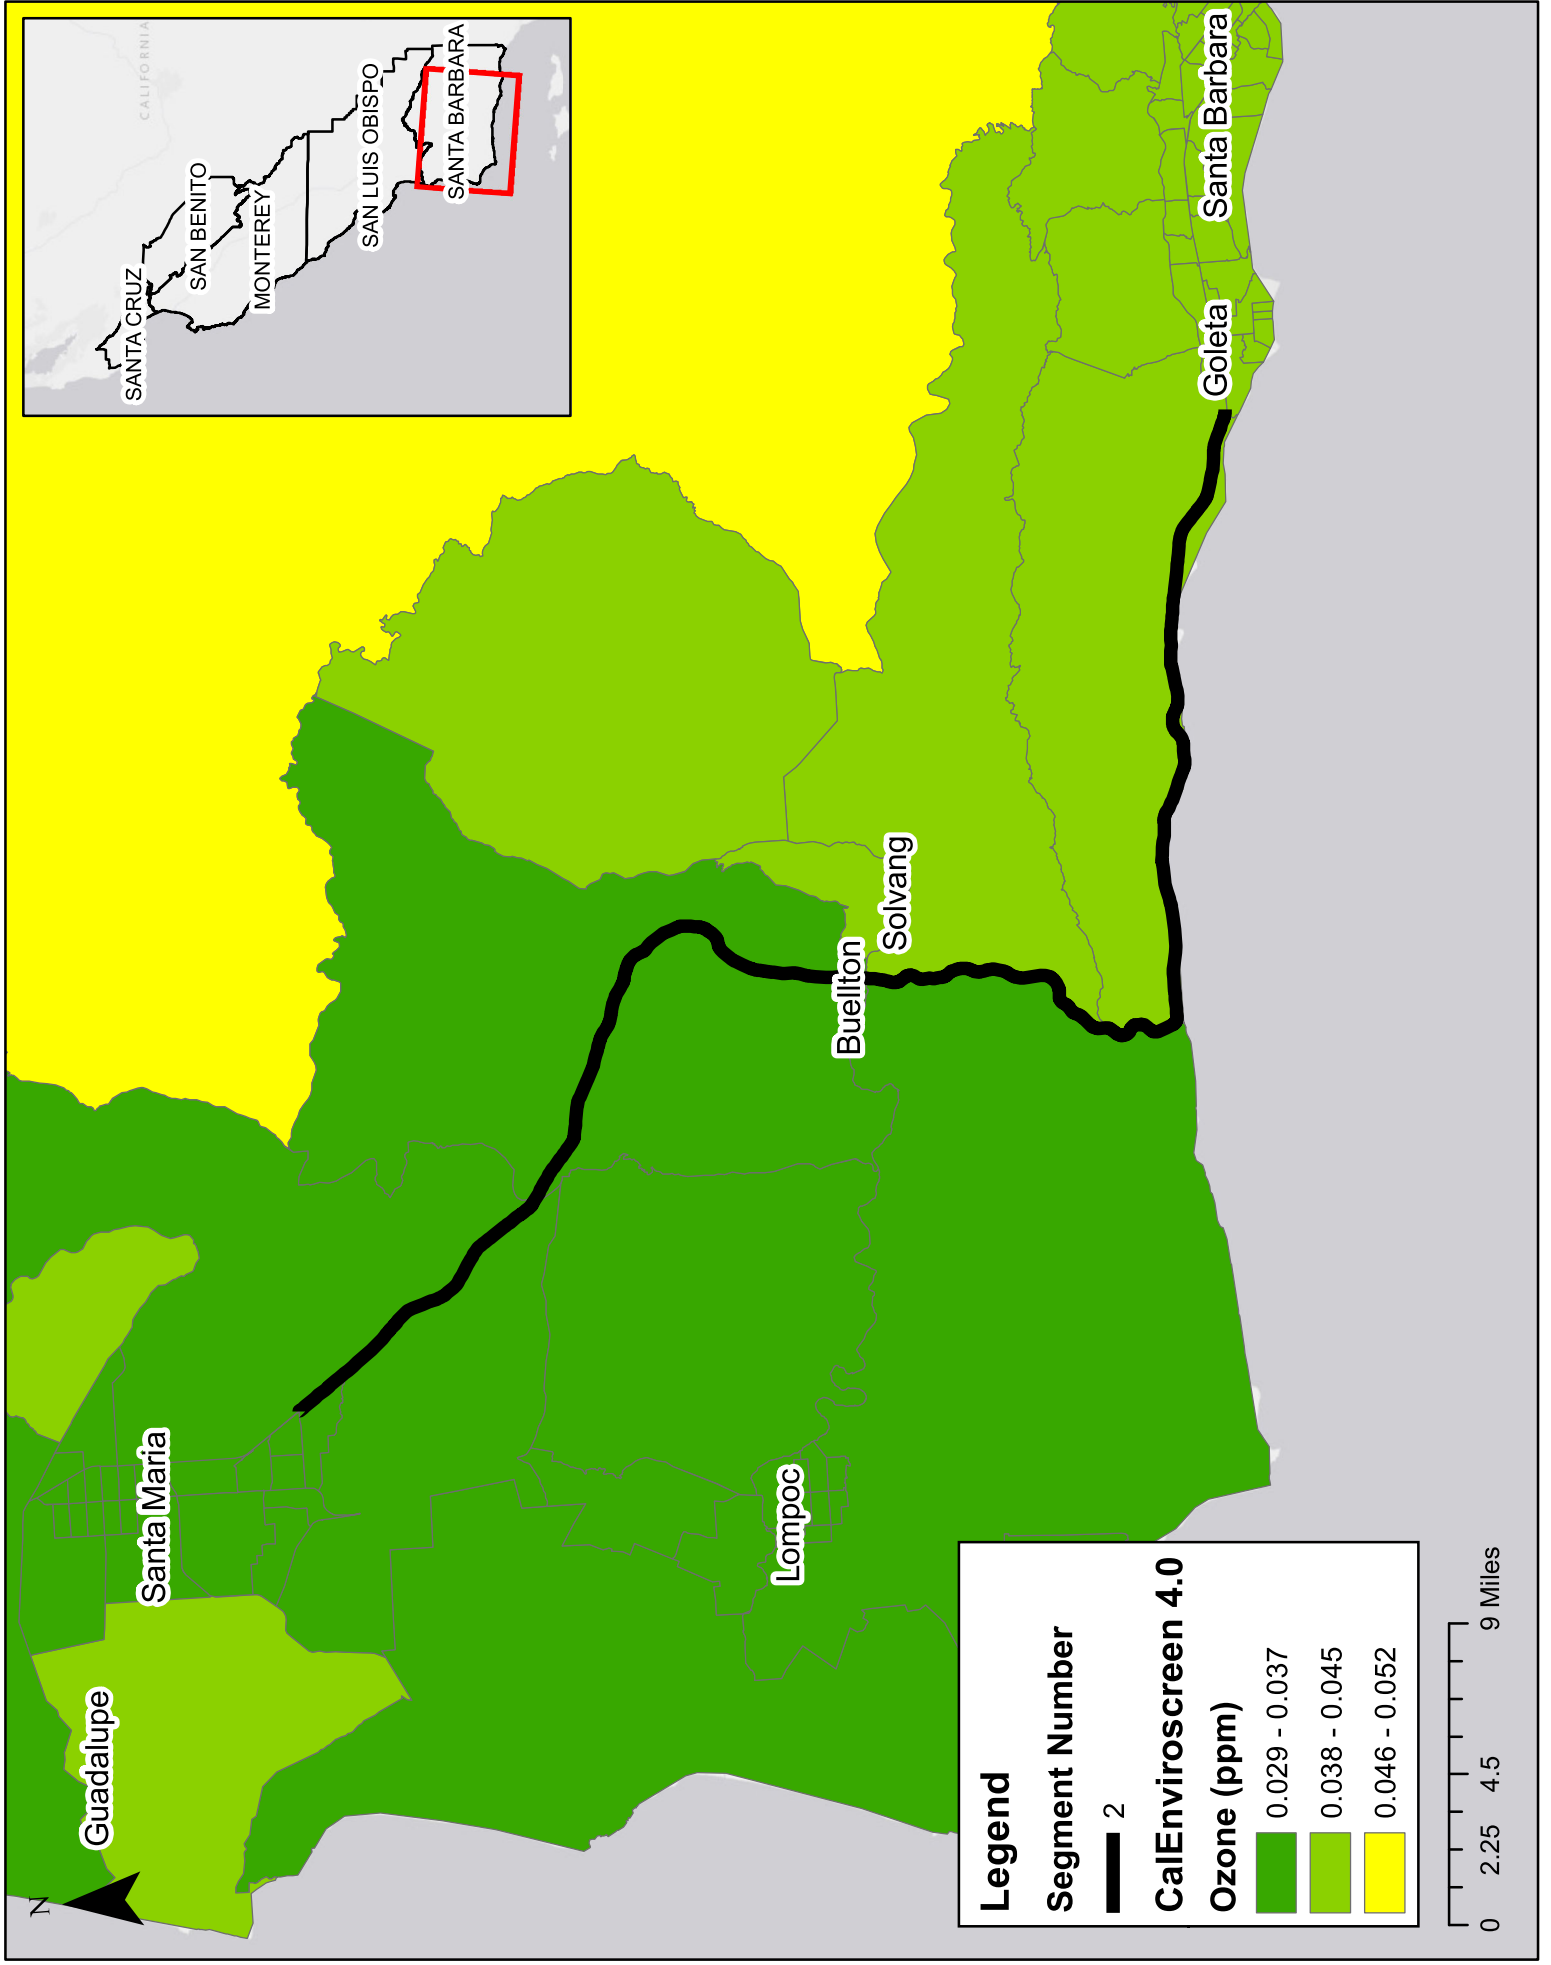 N
Guadalupe
Santa Maria
Lompoc
Buellton
Solvang
Goleta
Santa Barbara
CALIFORNIA
SANTA CRUZ
SAN BENITO
MONTEREY
SAN LUIS OBISPO
SANTA BARBARA
Legend
Segment Number
2
CalEnviroscreen 4.0
Ozone (ppm)
0.029 - 0.037
0.038 - 0.045
0.046 - 0.052
0 2.25 4.5 9 Miles